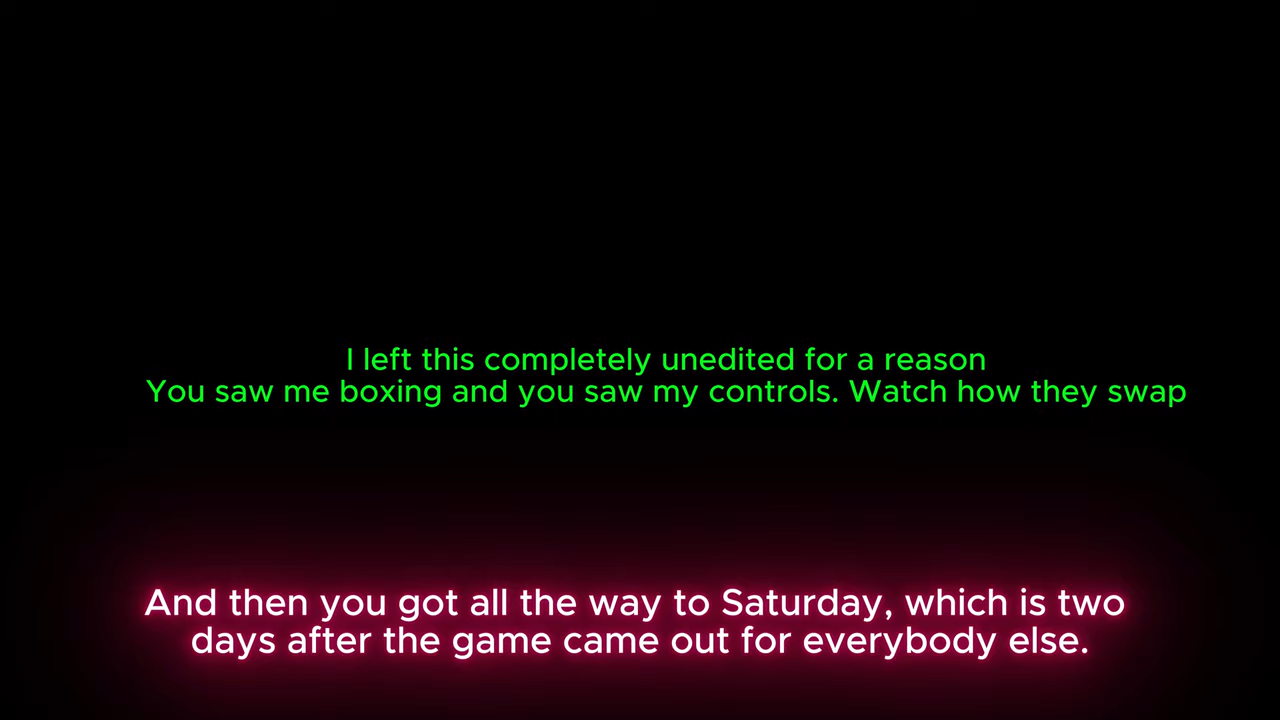 I left this completely unedited for a reason
You saw me boxing and you saw my controls. Watch how they swap
And then you got all the way to Saturday, which is two
days after the game came out for everybody else.